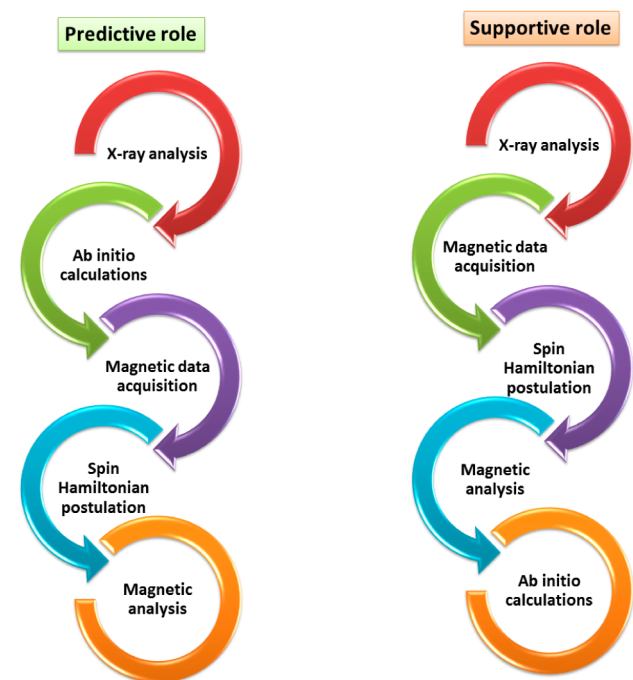 Predictive role
X-ray analysis
Ab initio
calculations
Magnetic data
acquisition
Spin
Hamiltonian
postulation
Magnetic
analysis
Supportive role
X-ray analysis
Magnetic data
acquisition
Spin
Hamiltonian
postulation
Magnetic
analysis
Ab initio
calculations